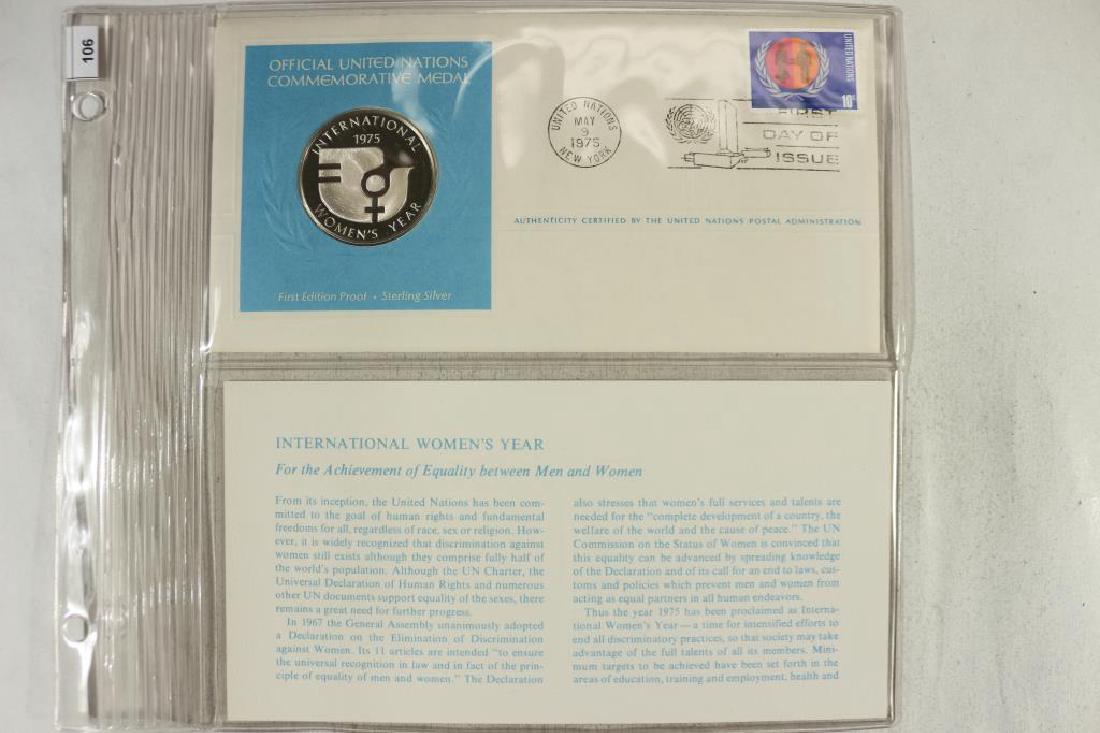 106
OFFICIAL UNITED NATIONS
COMMEMORATIVE MEDAL
INTERNATIONAL
1975
WOMEN'S YEAR
First Edition Proof • Sterling Silver
UNITED NATIONS
MAY
9
1975
NEW YORK
UNITED NATIONS
10c
FIRST
DAY OF
ISSUE
AUTHENTICITY CERTIFIED BY THE UNITED NATIONS POSTAL ADMINISTRATION
INTERNATIONAL WOMEN'S YEAR
For the Achievement of Equality between Men and Women
From its inception, the United Nations has been com-
mitted to the goal of human rights and fundamental
freedoms for all, regardless of race, sex or religion. How-
ever, it is widely recognized that discrimination against
women still exists although they comprise fully half of
the world's population. Although the UN Charter, the
Universal Declaration of Human Rights and numerous
other UN documents support equality of the sexes, there
remains a great need for further progress.
In 1967 the General Assembly unanimously adopted
a Declaration on the Elimination of Discrimination
against Women. Its 11 articles are intended "to ensure
the universal recognition in law and in fact of the prin-
ciple of equality of men and women." The Declaration
also stresses that women's full services and talents are
needed for the "complete development of a country, the
welfare of the world and the cause of peace." The UN
Commission on the Status of Women is convinced that
this equality can be advanced by spreading knowledge
of the Declaration and of its call for an end to laws, cus-
toms and policies which prevent men and women from
acting as equal partners in all human endeavors.
Thus the year 1975 has been proclaimed as Interna-
tional Women's Year—a time for intensified efforts to
end all discriminatory practices, so that society may take
advantage of the full talents of all its members. Mini-
mum targets to be achieved have been set forth in the
areas of education, training and employment, health and